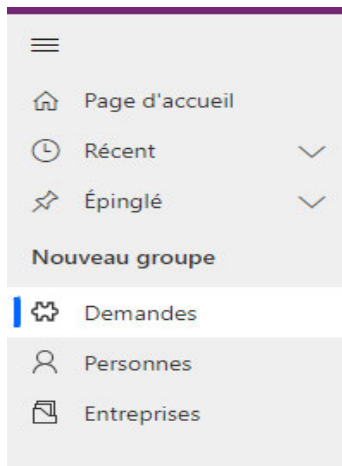 Page d'accueil
Récent
Épinglé
Nouveau groupe
Demandes
Personnes
Entreprises